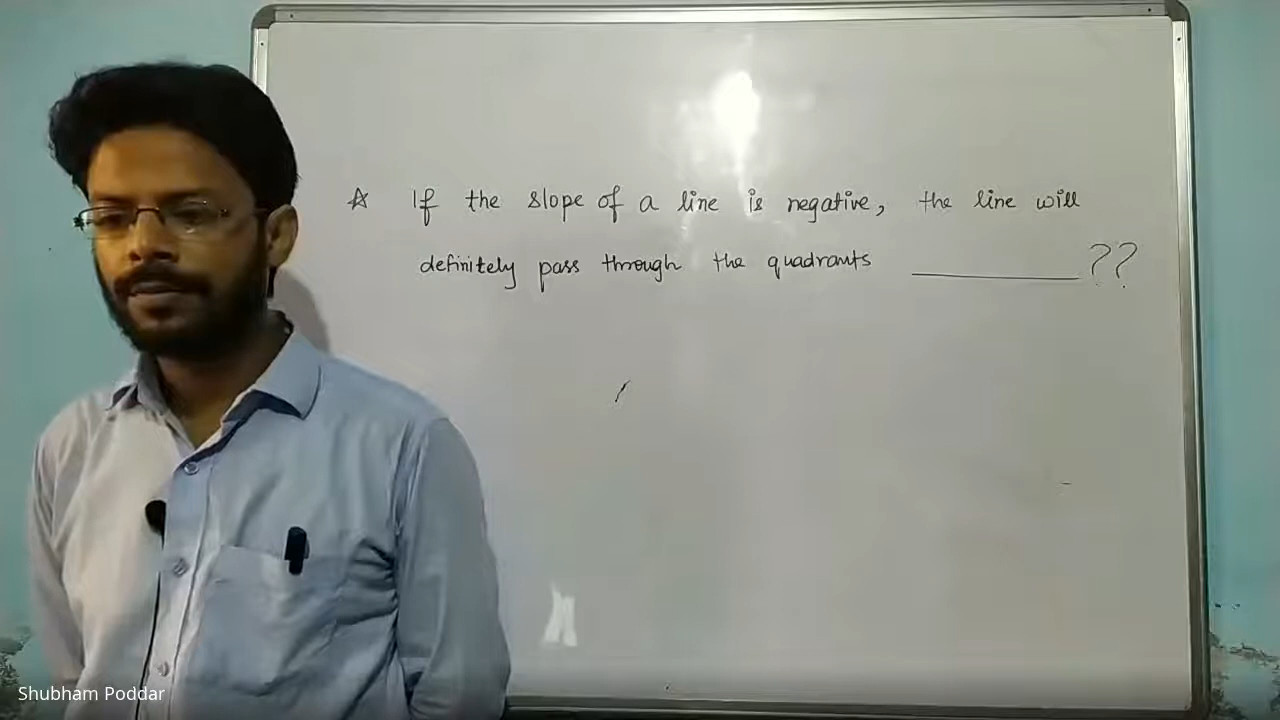 ☆ If the slope of a line is negative, the line will
definitely pass through the quadrants ________??
Shubham Poddar